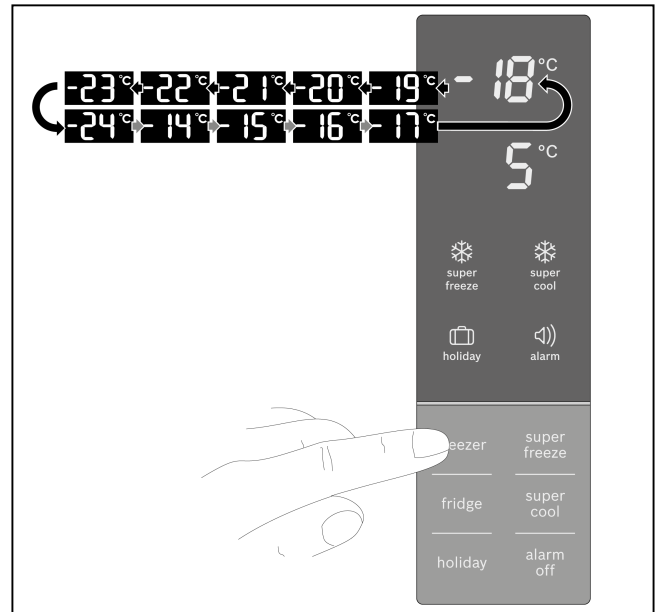 -23°C -22°C -21°C -20°C -19°C -18°C
-24°C -14°C -15°C -16°C -17°C
5°C
super
freeze
super
cool
holiday
alarm
eezer
super
freeze
fridge
super
cool
holiday
alarm
off